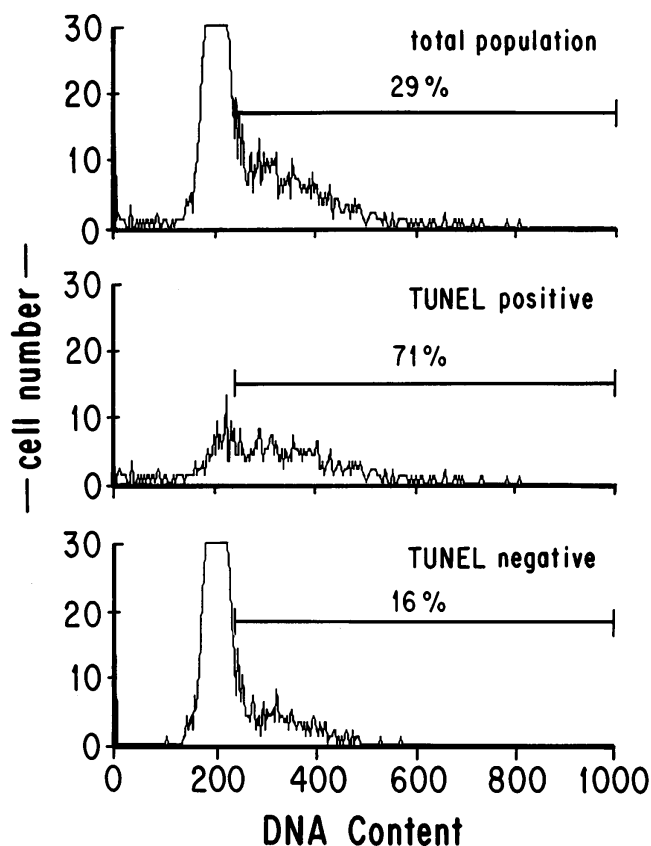 total population
29%
30
20
10
0
TUNEL positive
71%
30
20
10
0
TUNEL negative
16%
30
20
10
0
0 200 400 600 800 1000
DNA Content
—cell number—